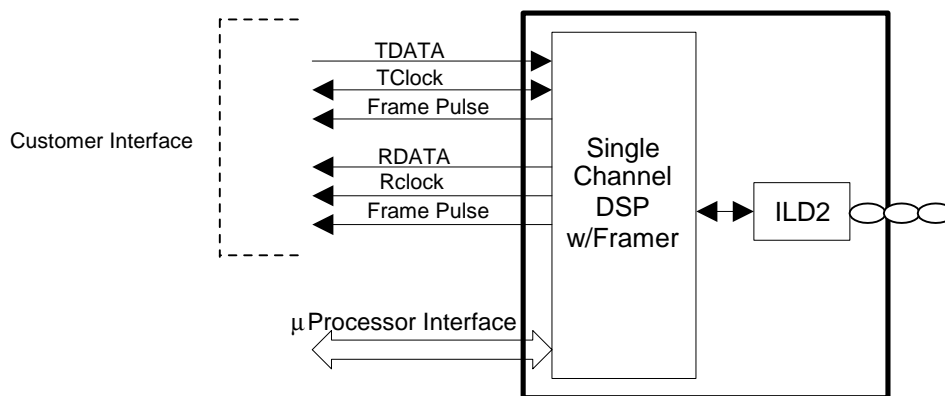 TDATA
TClock
Frame Pulse
Customer Interface
RDATA
Rclock
Frame Pulse
Single
Channel
DSP
w/Framer
ILD2
μProcessor Interface